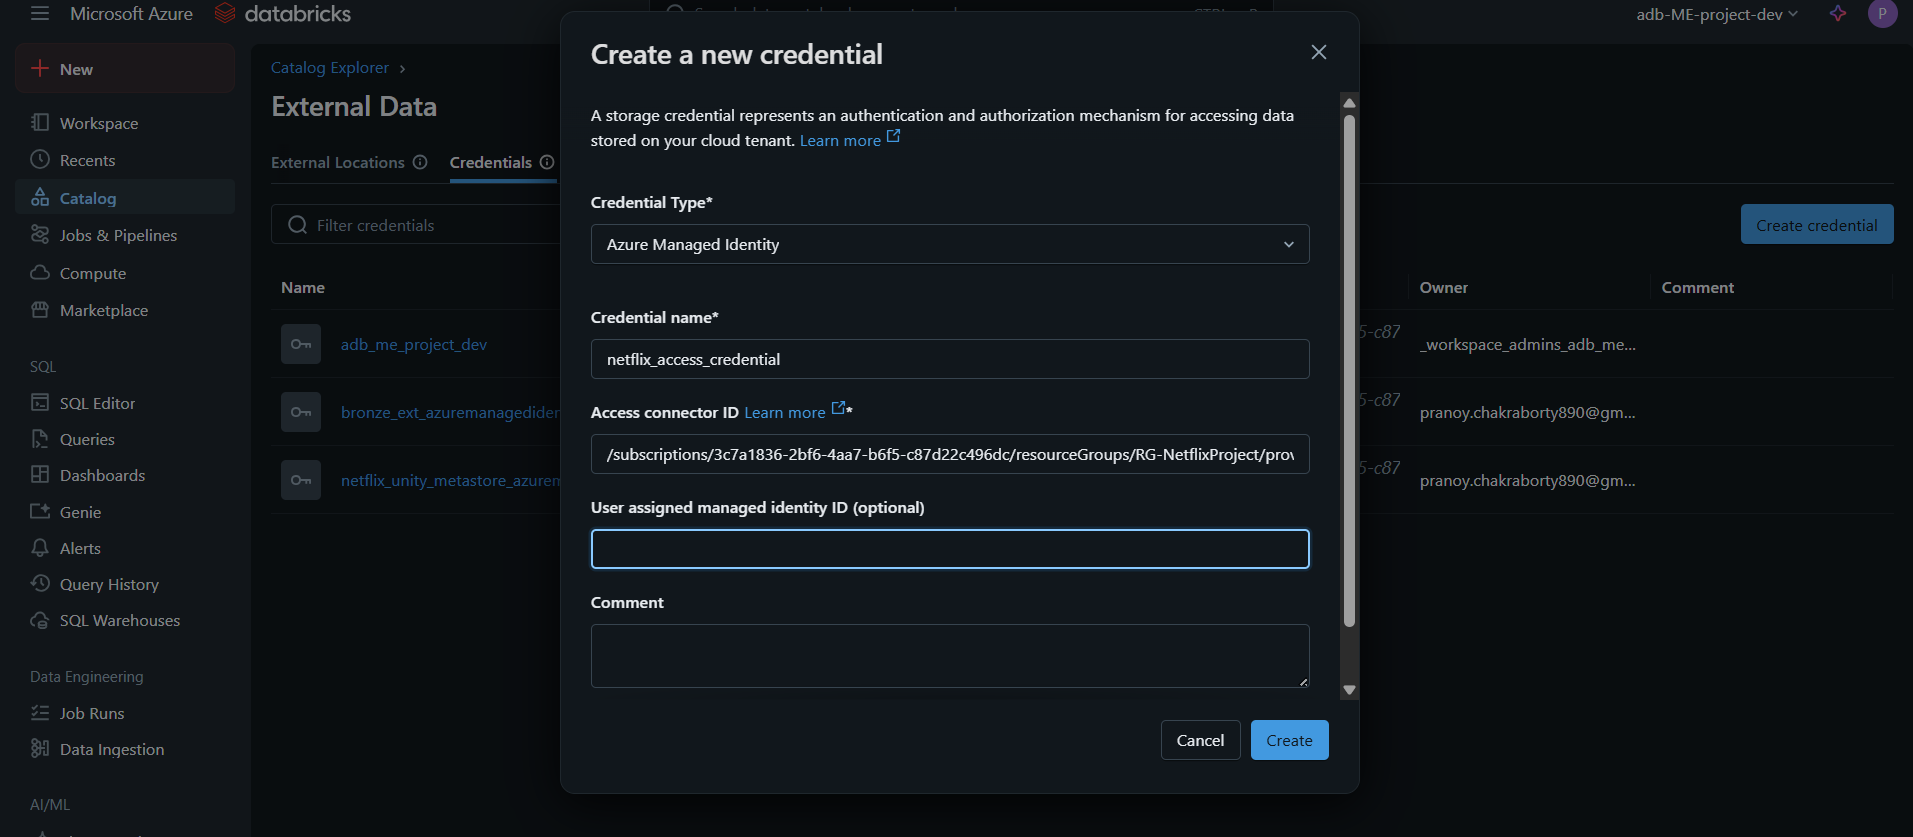 Microsoft Azure databricks
adb-ME-project-dev
P
New
Workspace
Recents
Catalog
Jobs & Pipelines
Compute
Marketplace
SQL
SQL Editor
Queries
Dashboards
Genie
Alerts
Query History
SQL Warehouses
Data Engineering
Job Runs
Data Ingestion
AI/ML
Catalog Explorer ›
External Data
External Locations Credentials
Filter credentials
Create credential
Name
Owner Comment
adb_me_project_dev
5-c87
_workspace_admins_adb_me...
bronze_ext_azuremanagediden
5-c87
pranoy.chakraborty890@gm...
netflix_unity_metastore_azurem
5-c87
pranoy.chakraborty890@gm...
Create a new credential
A storage credential represents an authentication and authorization mechanism for accessing data
stored on your cloud tenant. Learn more
Credential Type*
Azure Managed Identity
Credential name*
netflix_access_credential
Access connector ID Learn more *
/subscriptions/3c7a1836-2bf6-4aa7-b6f5-c87d22c496dc/resourceGroups/RG-NetflixProject/prov
User assigned managed identity ID (optional)
Comment
Cancel Create